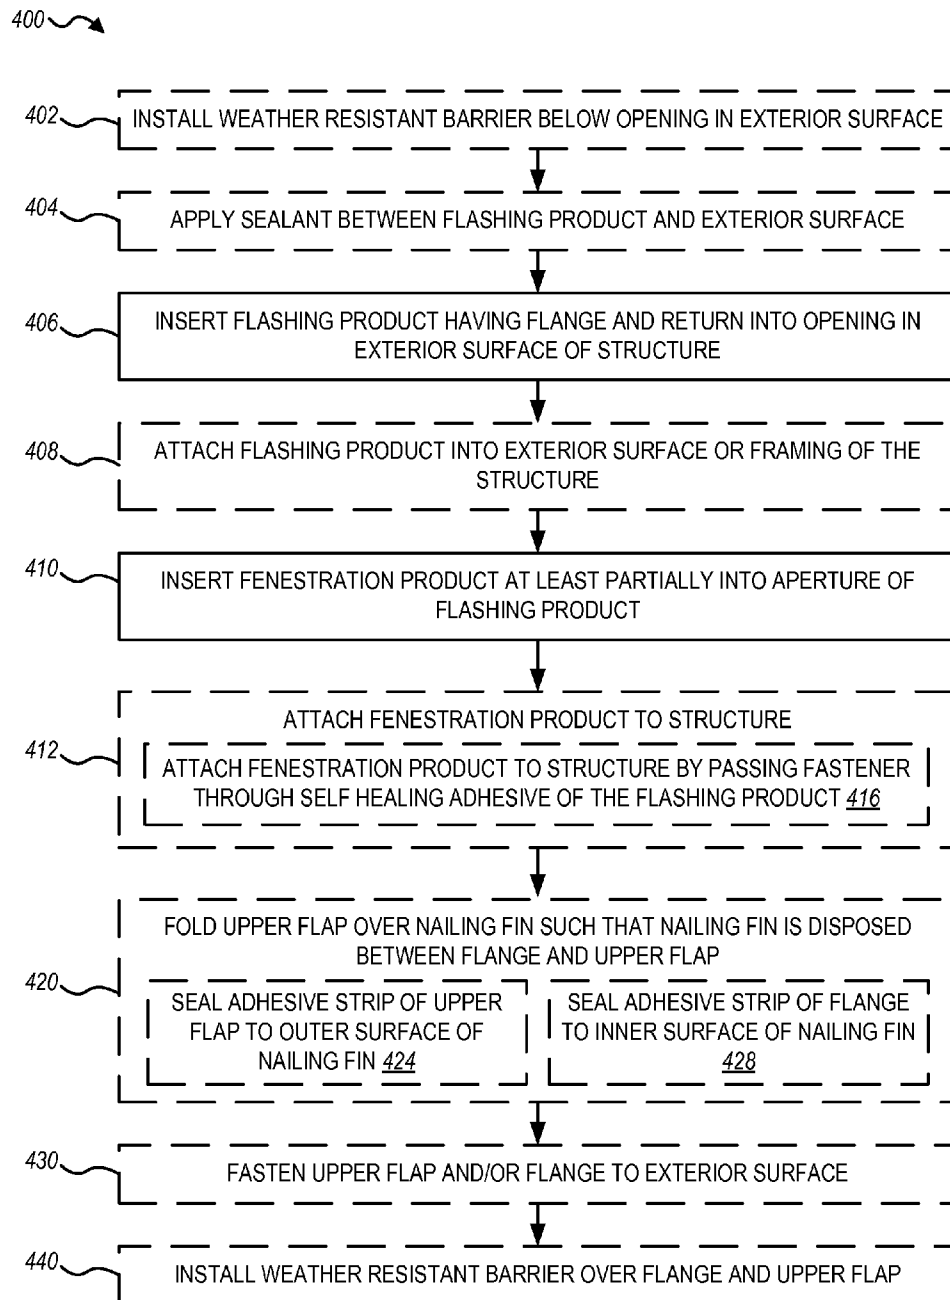 400
402
INSTALL WEATHER RESISTANT BARRIER BELOW OPENING IN EXTERIOR SURFACE
404
APPLY SEALANT BETWEEN FLASHING PRODUCT AND EXTERIOR SURFACE
406
INSERT FLASHING PRODUCT HAVING FLANGE AND RETURN INTO OPENING IN
EXTERIOR SURFACE OF STRUCTURE
408
ATTACH FLASHING PRODUCT INTO EXTERIOR SURFACE OR FRAMING OF THE
STRUCTURE
410
INSERT FENESTRATION PRODUCT AT LEAST PARTIALLY INTO APERTURE OF
FLASHING PRODUCT
412
ATTACH FENESTRATION PRODUCT TO STRUCTURE
ATTACH FENESTRATION PRODUCT TO STRUCTURE BY PASSING FASTENER
THROUGH SELF HEALING ADHESIVE OF THE FLASHING PRODUCT 416
420
FOLD UPPER FLAP OVER NAILING FIN SUCH THAT NAILING FIN IS DISPOSED
BETWEEN FLANGE AND UPPER FLAP
SEAL ADHESIVE STRIP OF UPPER
FLAP TO OUTER SURFACE OF
NAILING FIN 424
SEAL ADHESIVE STRIP OF FLANGE
TO INNER SURFACE OF NAILING FIN
428
430
FASTEN UPPER FLAP AND/OR FLANGE TO EXTERIOR SURFACE
440
INSTALL WEATHER RESISTANT BARRIER OVER FLANGE AND UPPER FLAP